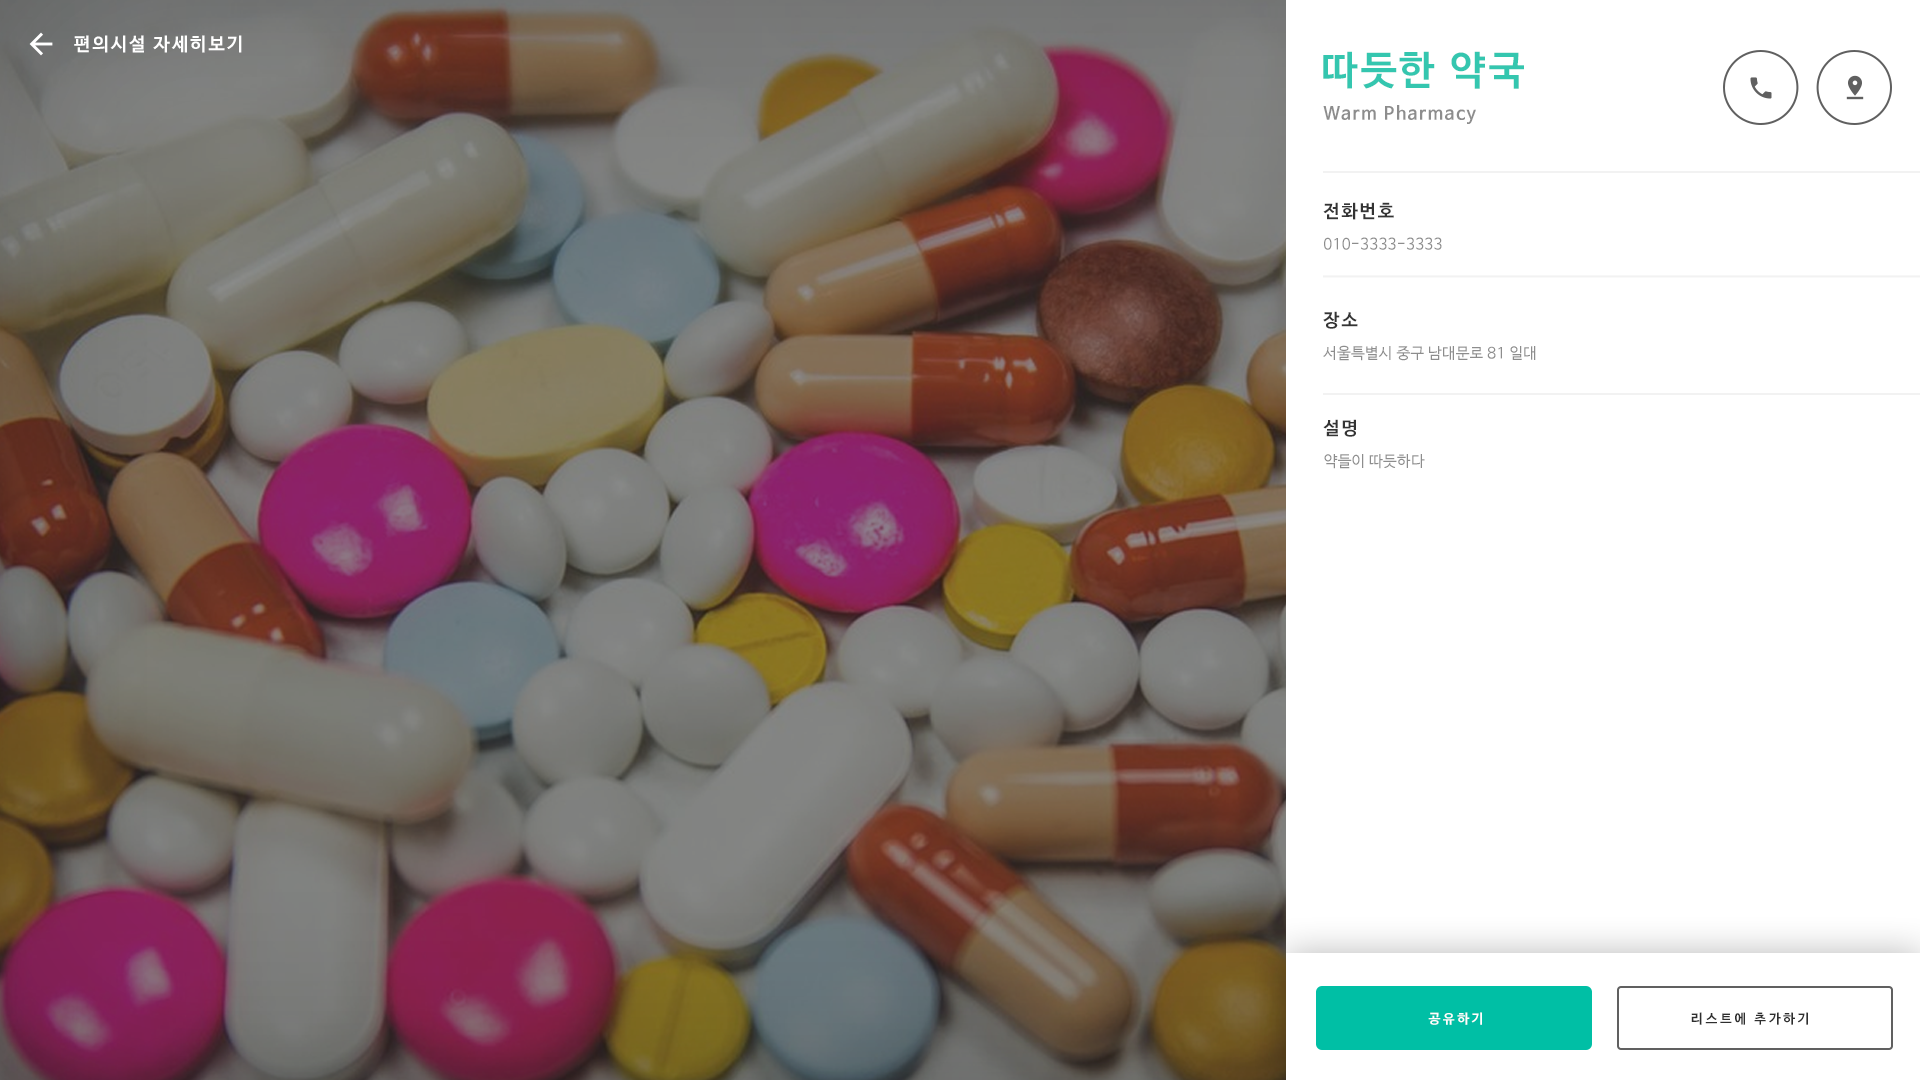 편의시설 자세히보기
따듯한 약국
Warm Pharmacy
전화번호
010-3333-3333
장소
서울특별시 중구 남대문로 81 일대
설명
약들이 따듯하다
공유하기
리스트에 추가하기